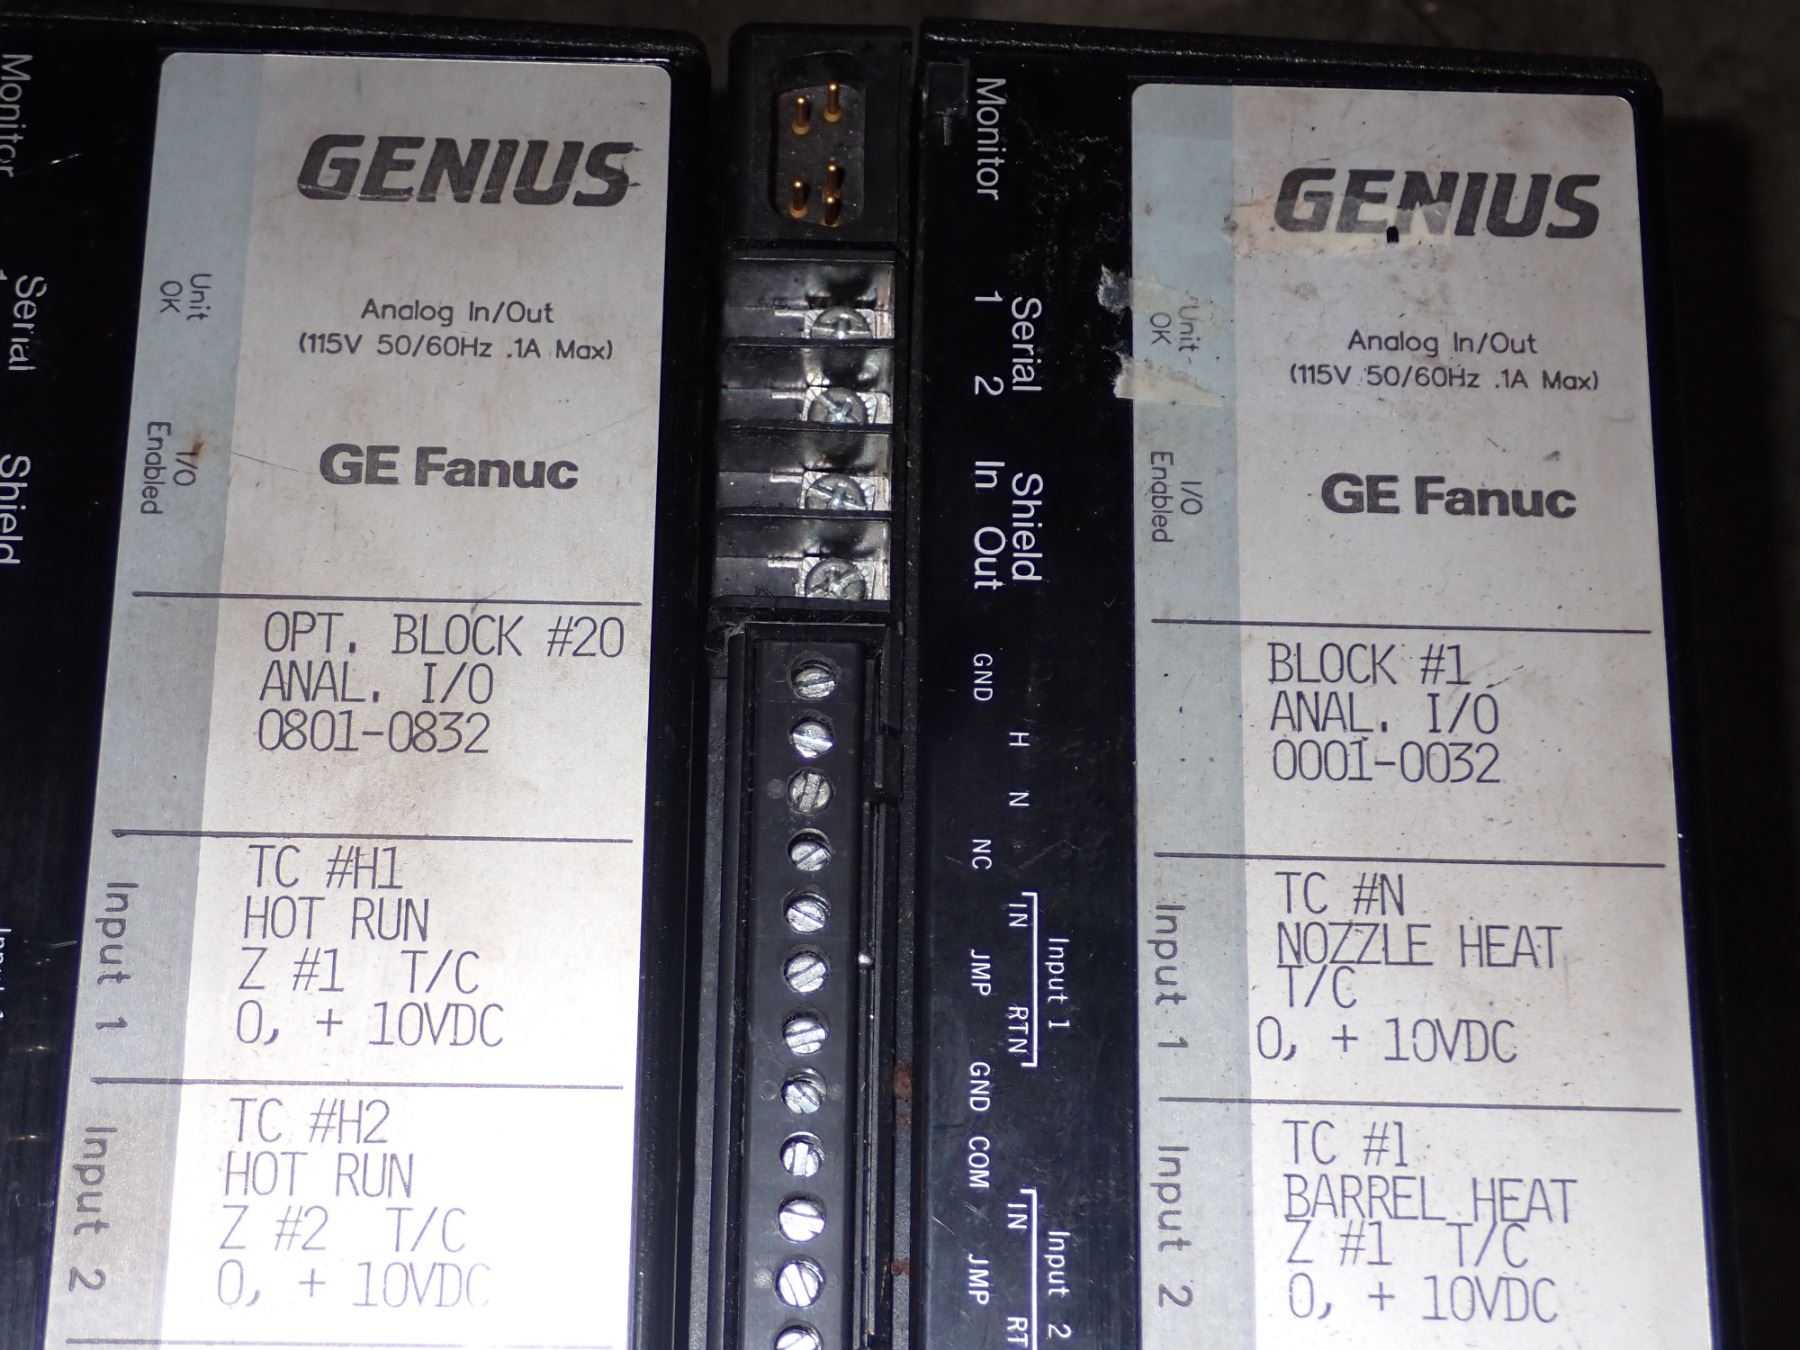 Monitor
Serial
Shield
GENIUS
Unit
OK
Analog In/Out
(115V 50/60Hz .1A Max)
I/O
Enabled
GE Fanuc
OPT. BLOCK #20
ANAL. I/O
0801-0832
Input 1
TC #H1
HOT RUN
Z #1 T/C
0, + 10VDC
Input 2
TC #H2
HOT RUN
Z #2 T/C
0, + 10VDC
Monitor
Serial
1 2
Shield
In Out
GND
H
N
NC
Input 1
IN
JMP
RTN
GND
COM
Input 2
IN
JMP
GENIUS
Unit
OK
Analog In/Out
(115V 50/60Hz .1A Max)
I/O
Enabled
GE Fanuc
BLOCK #1
ANAL. I/O
0001-0032
Input 1
TC #N
NOZZLE HEAT
T/C
0, + 10VDC
Input 2
TC #1
BARREL HEAT
Z #1 T/C
0, + 10VDC